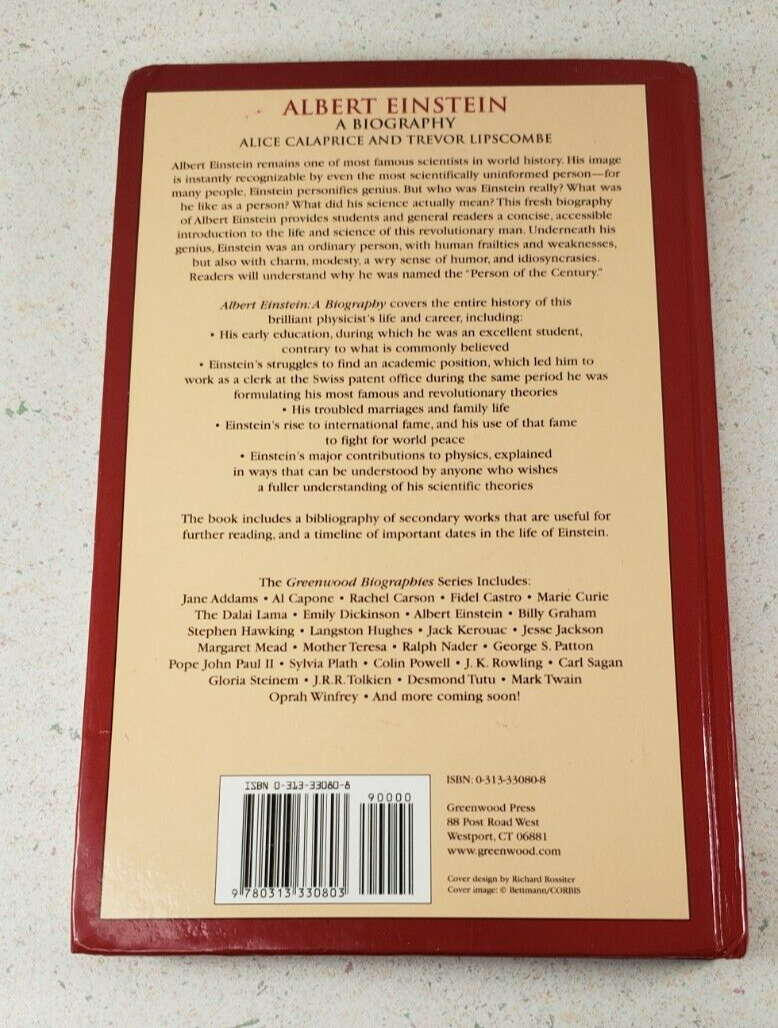 ALBERT EINSTEIN
A BIOGRAPHY
ALICE CALAPRICE AND TREVOR LIPSCOMBE
Albert Einstein remains one of most famous scientists in world history. His image
is instantly recognizable by even the most scientifically uninformed person—for
many people, Einstein personifies genius. But who was Einstein really? What was
he like as a person? What did his science actually mean? This fresh biography
of Albert Einstein provides students and general readers a concise, accessible
introduction to the life and science of this revolutionary man. Underneath his
genius, Einstein was an ordinary person, with human frailties and weaknesses,
but also with charm, modesty, a wry sense of humor, and idiosyncrasies.
Readers will understand why he was named the "Person of the Century."
Albert Einstein: A Biography covers the entire history of this
brilliant physicist's life and career, including:
• His early education, during which he was an excellent student,
contrary to what is commonly believed
• Einstein's struggles to find an academic position, which led him to
work as a clerk at the Swiss patent office during the same period he was
formulating his most famous and revolutionary theories
• His troubled marriages and family life
• Einstein's rise to international fame, and his use of that fame
to fight for world peace
• Einstein's major contributions to physics, explained
in ways that can be understood by anyone who wishes
a fuller understanding of his scientific theories
The book includes a bibliography of secondary works that are useful for
further reading, and a timeline of important dates in the life of Einstein.
The Greenwood Biographies Series Includes:
Jane Addams • Al Capone • Rachel Carson • Fidel Castro • Marie Curie
The Dalai Lama • Emily Dickinson • Albert Einstein • Billy Graham
Stephen Hawking • Langston Hughes • Jack Kerouac • Jesse Jackson
Margaret Mead • Mother Teresa • Ralph Nader • George S. Patton
Pope John Paul II • Sylvia Plath • Colin Powell • J. K. Rowling • Carl Sagan
Gloria Steinem • J.R.R. Tolkien • Desmond Tutu • Mark Twain
Oprah Winfrey • And more coming soon!
ISBN 0-313-33080-8
90000
9 780313 330803
ISBN: 0-313-33080-8
Greenwood Press
88 Post Road West
Westport, CT 06881
www.greenwood.com
Cover design by Richard Rossiter
Cover image: © Bettmann/CORBIS